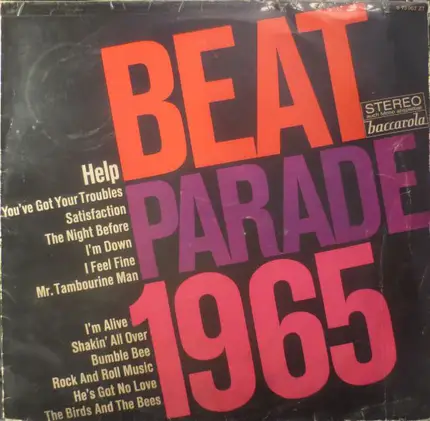 BEAT
PARADE
1965
STEREO
baccarola
Help
You've Got Your Troubles
Satisfaction
The Night Before
I'm Down
I Feel Fine
Mr. Tambourine Man
I'm Alive
Shakin' All Over
Bumble Bee
Rock And Roll Music
He's Got No Love
The Birds And The Bees